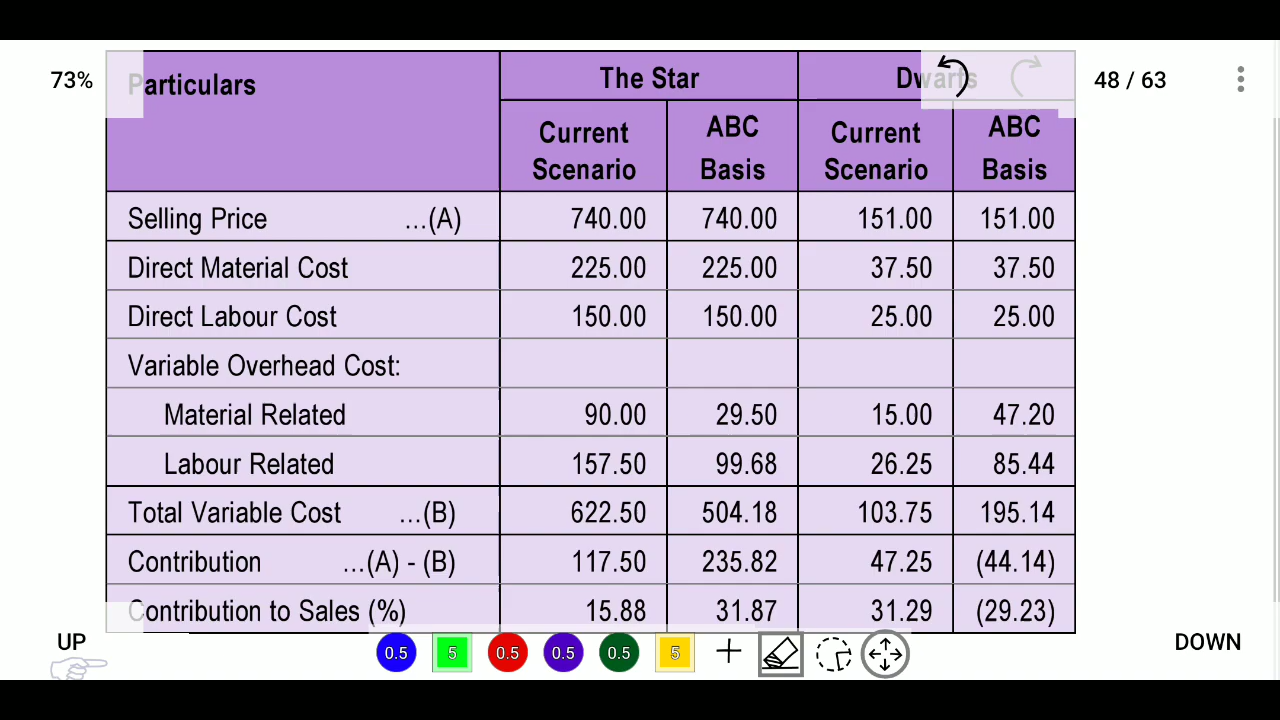 73%
Particulars
The Star
Dwarfs
48 / 63
Current Scenario
ABC Basis
Current Scenario
ABC Basis
Selling Price …(A) 740.00 740.00 151.00 151.00
Direct Material Cost 225.00 225.00 37.50 37.50
Direct Labour Cost 150.00 150.00 25.00 25.00
Variable Overhead Cost:
Material Related 90.00 29.50 15.00 47.20
Labour Related 157.50 99.68 26.25 85.44
Total Variable Cost …(B) 622.50 504.18 103.75 195.14
Contribution …(A) - (B) 117.50 235.82 47.25 (44.14)
Contribution to Sales (%) 15.88 31.87 31.29 (29.23)
UP
0.5 5 0.5 0.5 0.5 5
DOWN